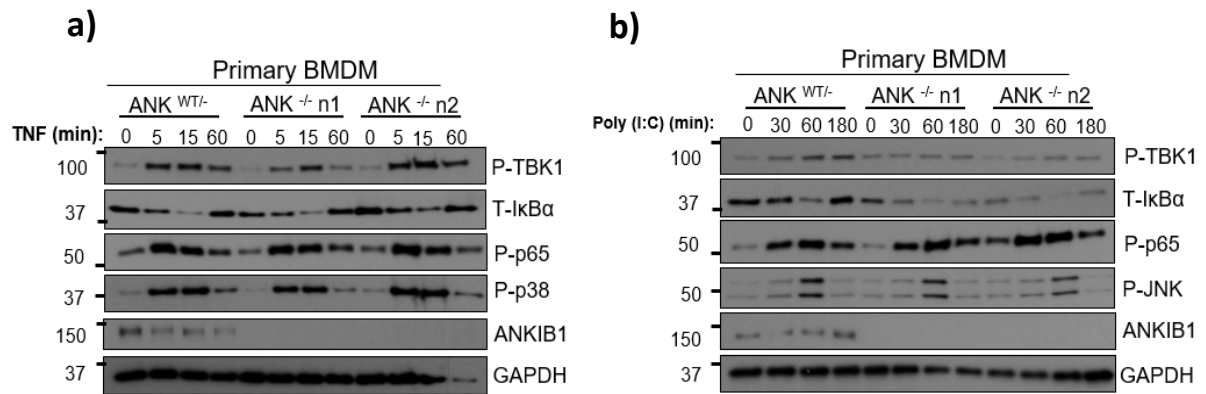 a)
Primary BMDM
ANK WT/- ANK -/- n1 ANK -/- n2
TNF (min): 0 5 15 60 0 5 15 60 0 5 15 60
100 P-TBK1
37 T-IκBα
50 P-p65
37 P-p38
150 ANKIB1
37 GAPDH
b)
Primary BMDM
ANK WT/- ANK -/- n1 ANK -/- n2
Poly (I:C) (min): 0 30 60 180 0 30 60 180 0 30 60 180
100 P-TBK1
37 T-IκBα
50 P-p65
50 P-JNK
150 ANKIB1
37 GAPDH